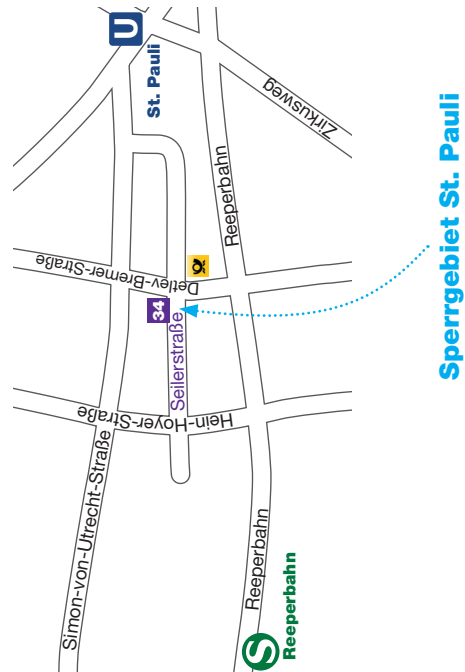 U
St. Pauli
Zirkusweg
Reeperbahn
Detlev-Bremer-Straße
34
Seilerstraße
Hein-Hoyer-Straße
Simon-von-Utrecht-Straße
Reeperbahn
S
Reeperbahn
Sperrgebiet St. Pauli